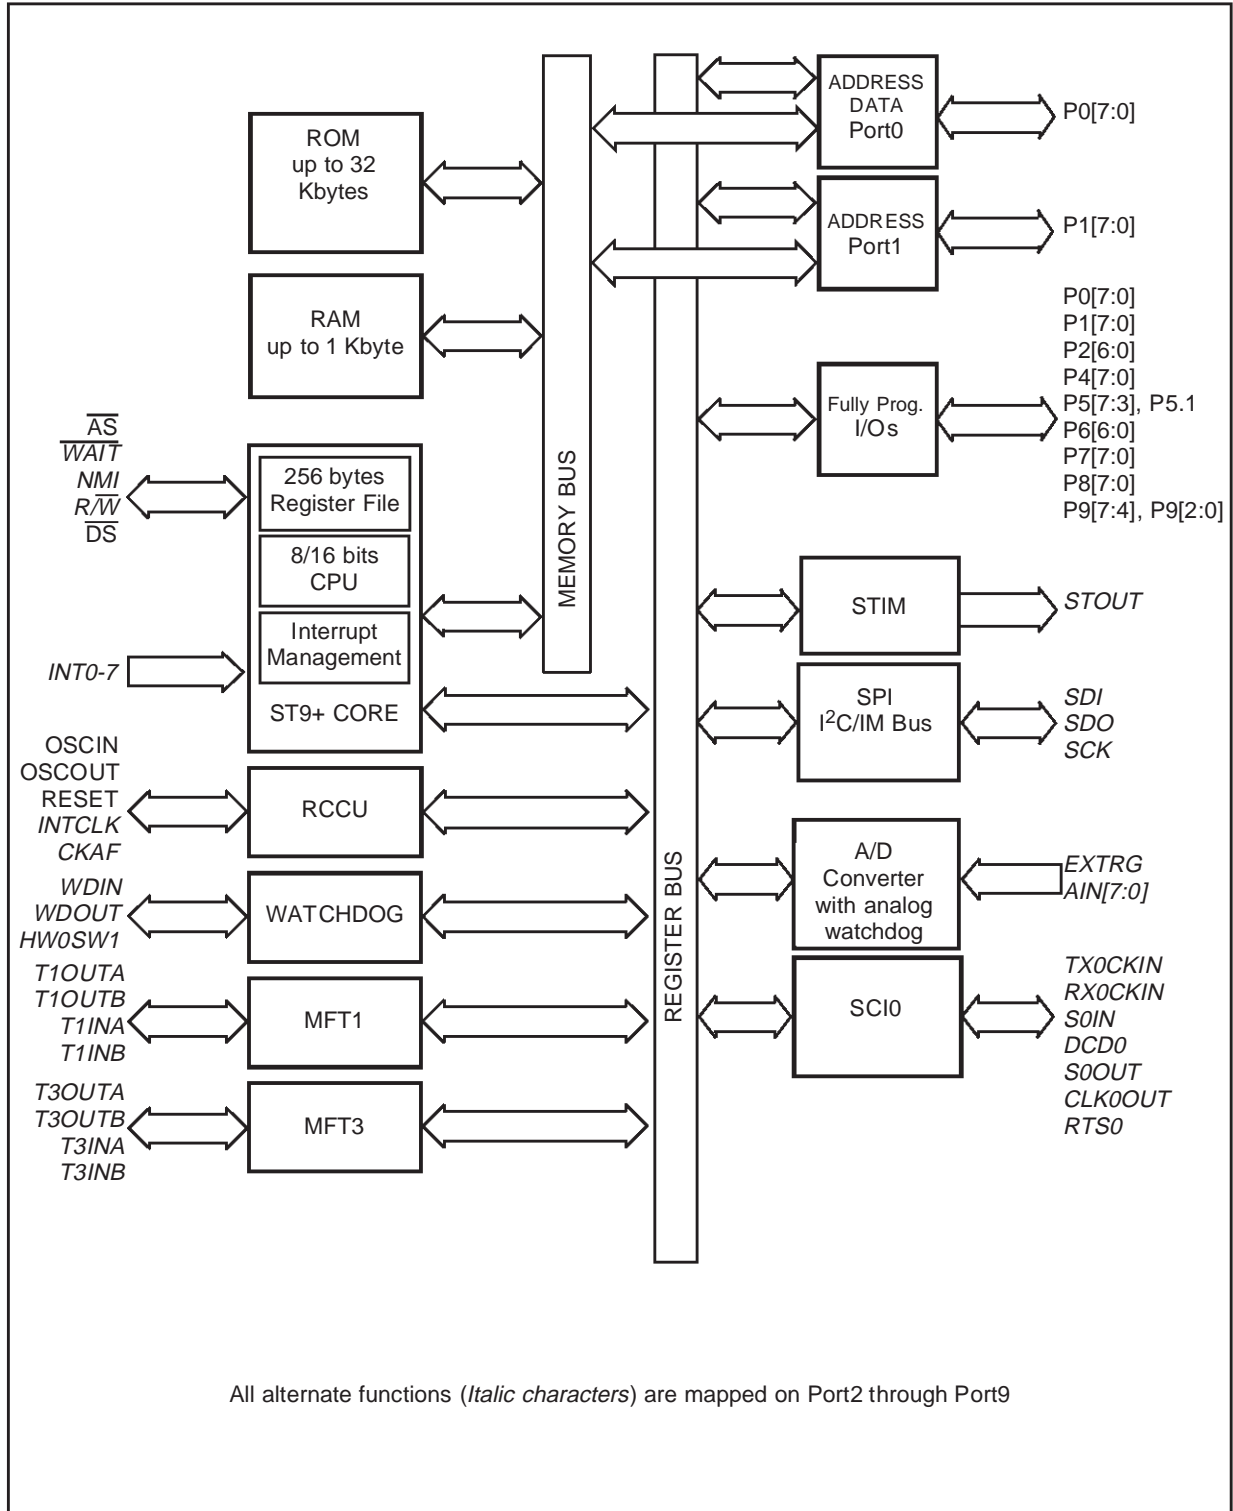 ROM
up to 32
Kbytes
RAM
up to 1 Kbyte
A̅S̅
W̅A̅I̅T̅
NMI
R/W̅
D̅S̅
256 bytes
Register File
8/16 bits
CPU
Interrupt
Management
ST9+ CORE
INT0-7
OSCIN
OSCOUT
RESET
INTCLK
CKAF
RCCU
WDIN
WDOUT
HW0SW1
WATCHDOG
T1OUTA
T1OUTB
T1INA
T1INB
MFT1
T3OUTA
T3OUTB
T3INA
T3INB
MFT3
MEMORY BUS
REGISTER BUS
ADDRESS
DATA
Port0
P0[7:0]
ADDRESS
Port1
P1[7:0]
Fully Prog.
I/Os
P0[7:0]
P1[7:0]
P2[6:0]
P4[7:0]
P5[7:3], P5.1
P6[6:0]
P7[7:0]
P8[7:0]
P9[7:4], P9[2:0]
STIM
STOUT
SPI
I²C/IM Bus
SDI
SDO
SCK
A/D
Converter
with analog
watchdog
EXTRG
AIN[7:0]
SCI0
TX0CKIN
RX0CKIN
S0IN
DCD0
S0OUT
CLK0OUT
RTS0
All alternate functions (Italic characters) are mapped on Port2 through Port9